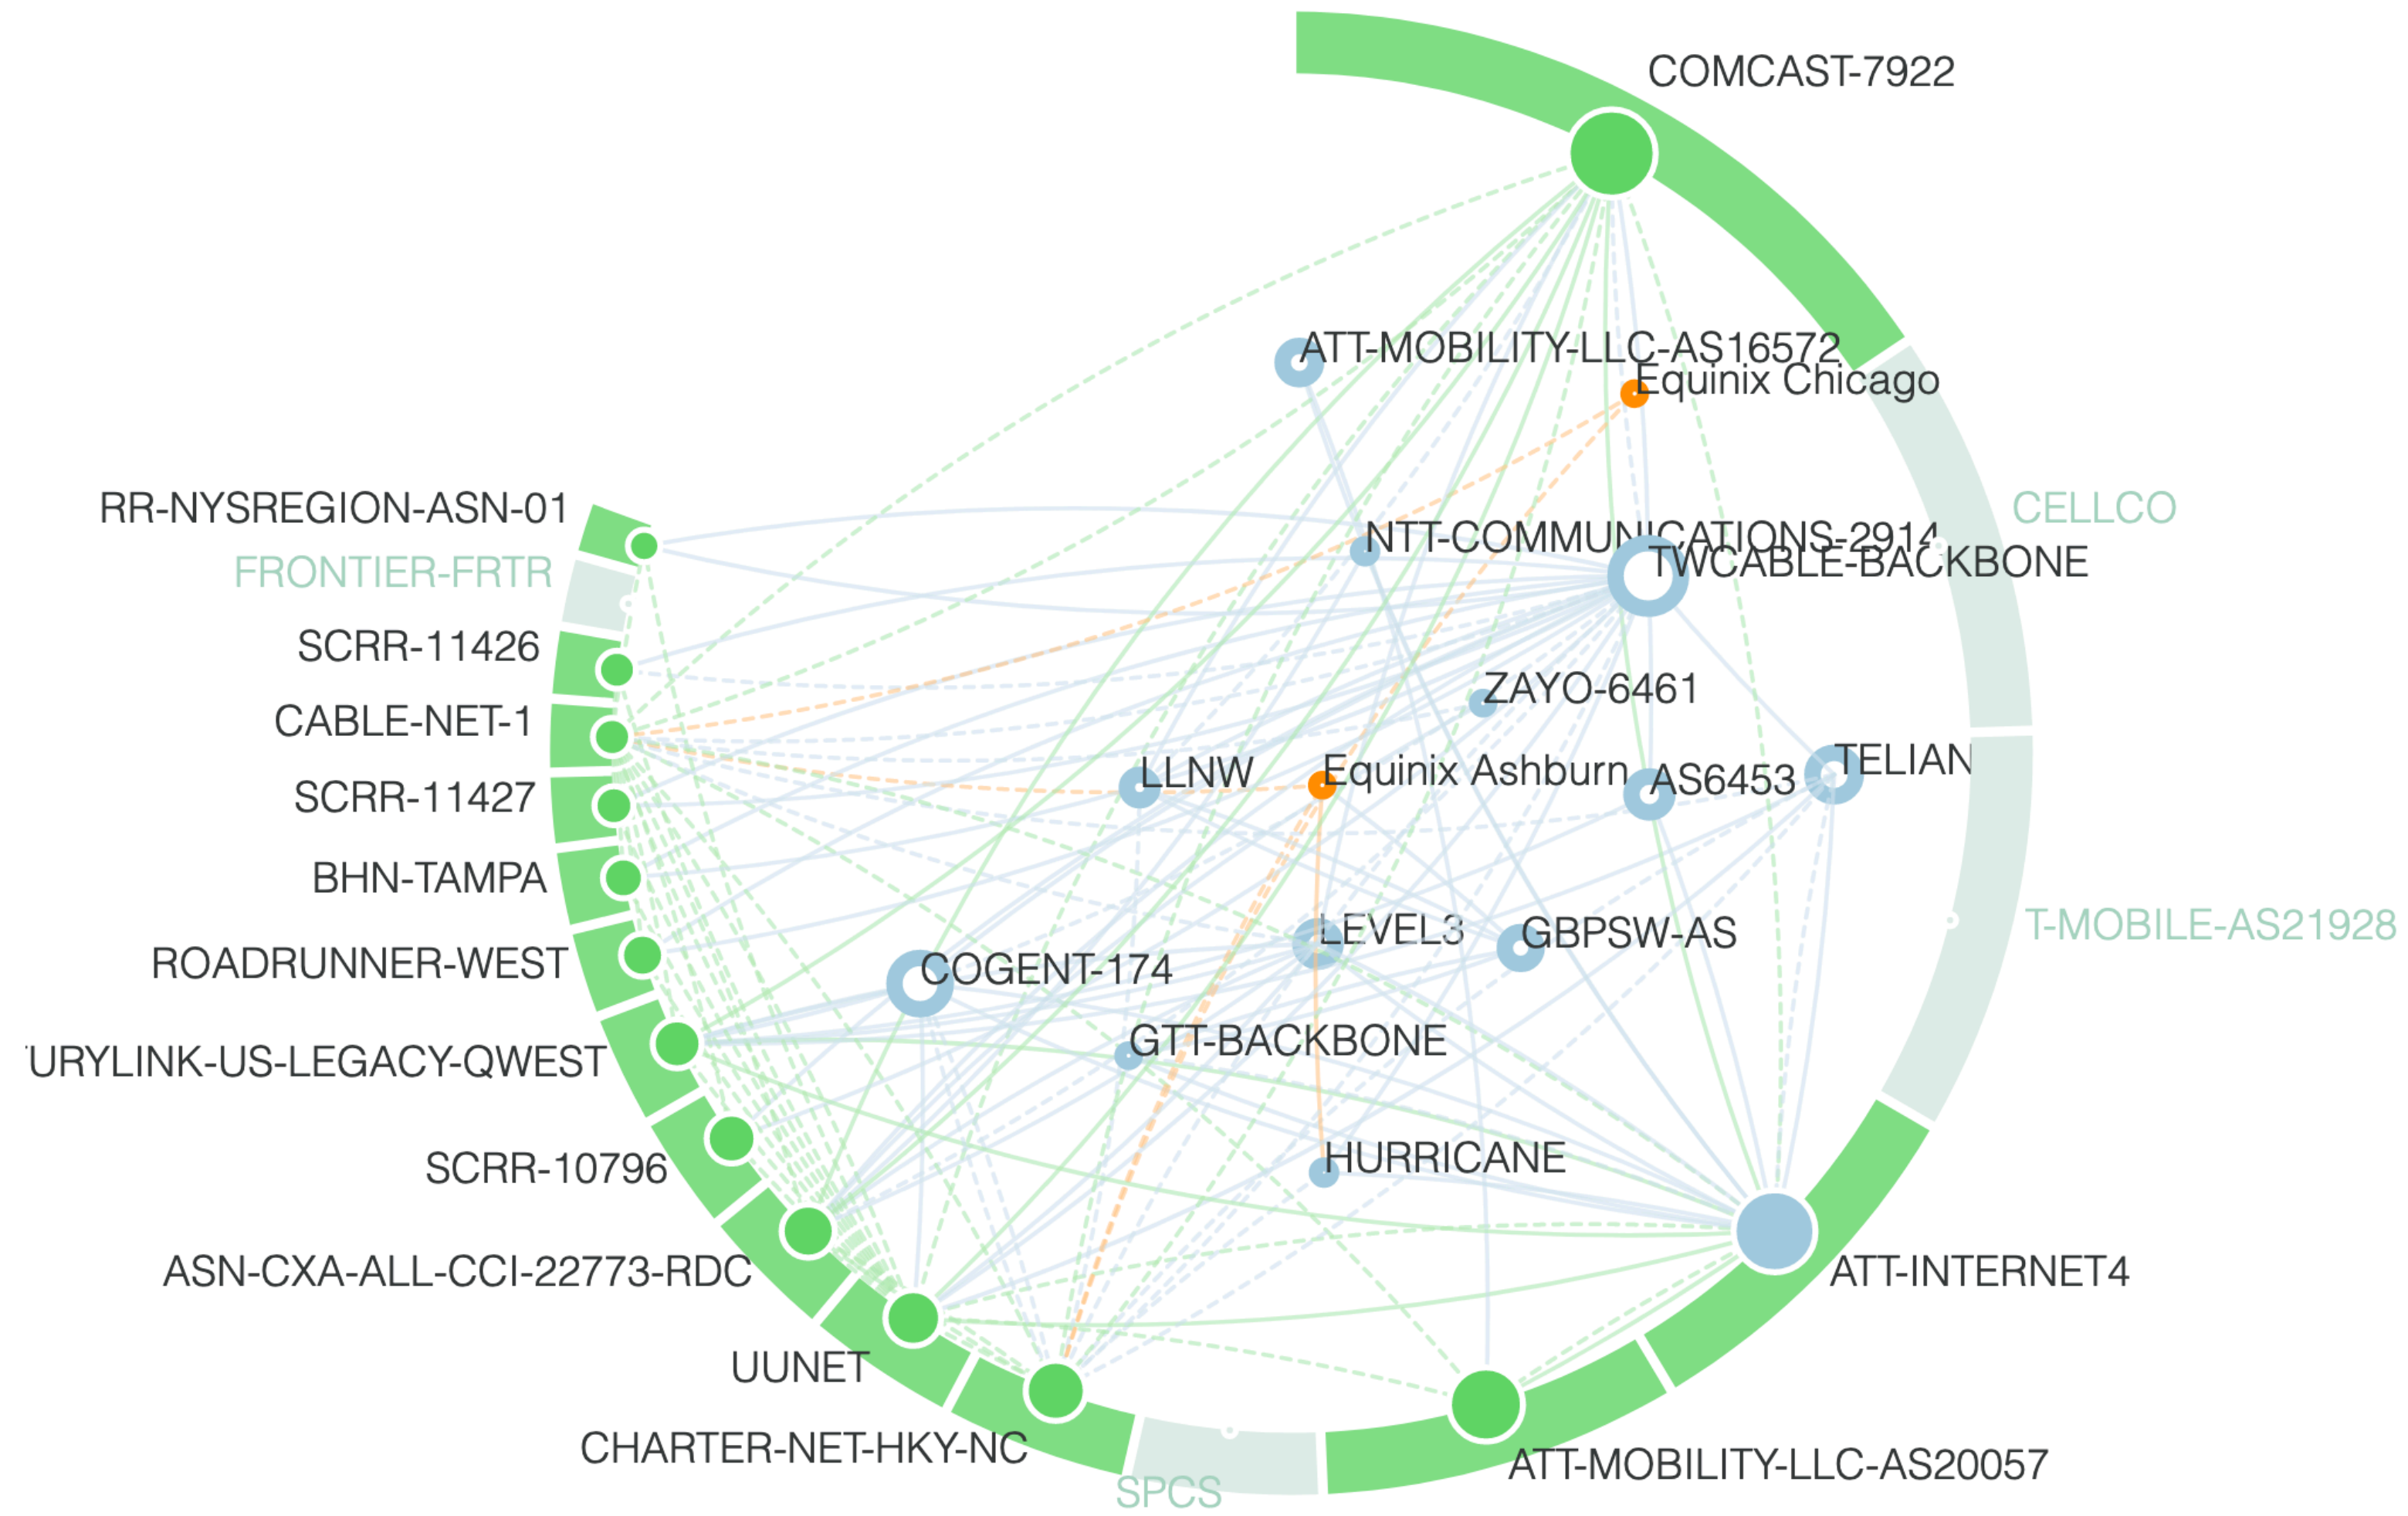 COMCAST-7922
ATT-MOBILITY-LLC-AS16572
Equinix Chicago
RR-NYSREGION-ASN-01
CELLCO
NTT-COMMUNICATIONS-2914
TWCABLE-BACKBONE
FRONTIER-FRTR
SCRR-11426
ZAYO-6461
CABLE-NET-1
LLNW
Equinix Ashburn
AS6453
TELIAN
SCRR-11427
BHN-TAMPA
LEVEL3
GBPSW-AS
T-MOBILE-AS21928
ROADRUNNER-WEST
COGENT-174
GTT-BACKBONE
URYLINK-US-LEGACY-QWEST
SCRR-10796
HURRICANE
ASN-CXA-ALL-CCI-22773-RDC
ATT-INTERNET4
UUNET
CHARTER-NET-HKY-NC
ATT-MOBILITY-LLC-AS20057
SPCS